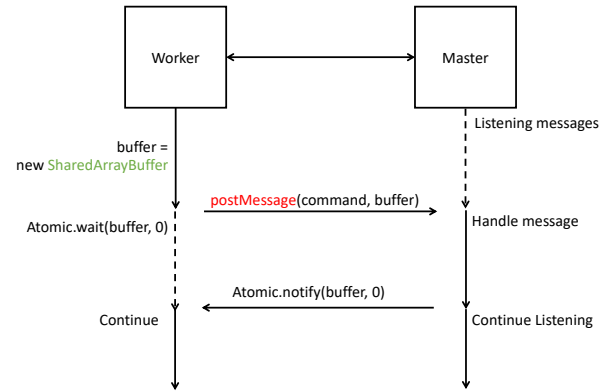 Worker
Master
Listening messages
buffer =
new SharedArrayBuffer
postMessage(command, buffer)
Atomic.wait(buffer, 0)
Handle message
Atomic.notify(buffer, 0)
Continue
Continue Listening